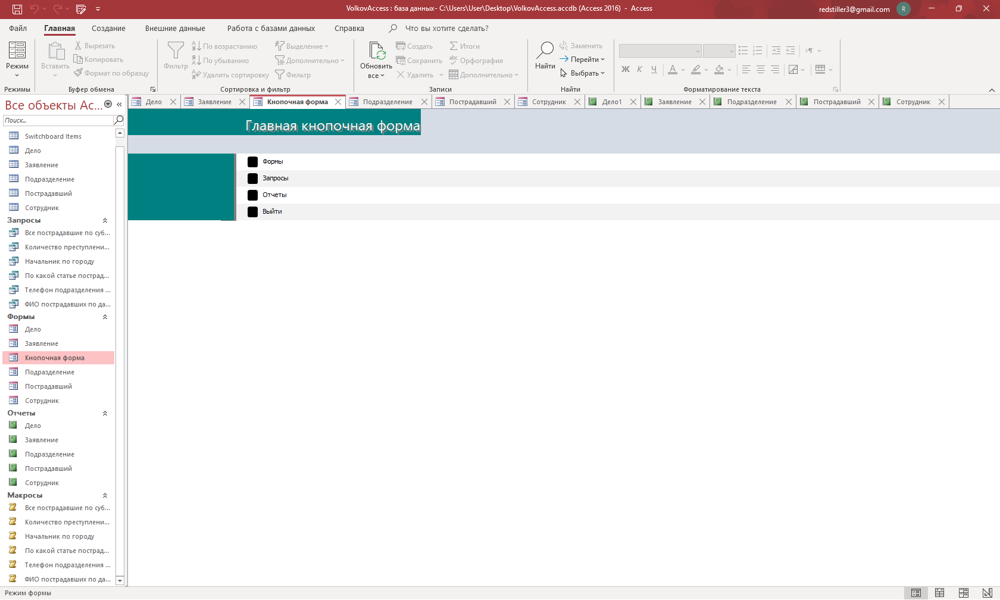 VolkovAccess : база данных- C:\Users\User\Desktop\VolkovAccess.accdb (Access 2016) - Access
redstiller3@gmail.com
R
Файл Главная Создание Внешние данные Работа с базами данных Справка Что вы хотите сделать?
Режим
Режимы
Вставить
Вырезать
Копировать
Формат по образцу
Буфер обмена
Фильтр
По возрастанию
По убыванию
Удалить сортировку
Выделение
Дополнительно
Фильтр
Сортировка и фильтр
Обновить
все
Создать
Сохранить
Удалить
Итоги
Орфография
Дополнительно
Записи
Найти
Заменить
Перейти
Выбрать
Найти
Ж К Ч А
Форматирование текста
Все объекты Ac...
Поиск...
Switchboard Items
Дело
Заявление
Подразделение
Пострадавший
Сотрудник
Запросы
Все пострадавшие по суб...
Количество преступлени...
Начальник по городу
По какой статье пострад...
Телефон подразделения ...
ФИО пострадавших по да...
Формы
Дело
Заявление
Кнопочная форма
Подразделение
Пострадавший
Сотрудник
Отчеты
Дело
Заявление
Подразделение
Пострадавший
Сотрудник
Макросы
Все пострадавшие по суб...
Количество преступлени...
Начальник по городу
По какой статье пострад...
Телефон подразделения ...
ФИО пострадавших по да...
Дело Заявление Кнопочная форма Подразделение Пострадавший Сотрудник Дело1 Заявление Подразделение Пострадавший Сотрудник
Главная кнопочная форма
Формы
Запросы
Отчеты
Выйти
Режим формы